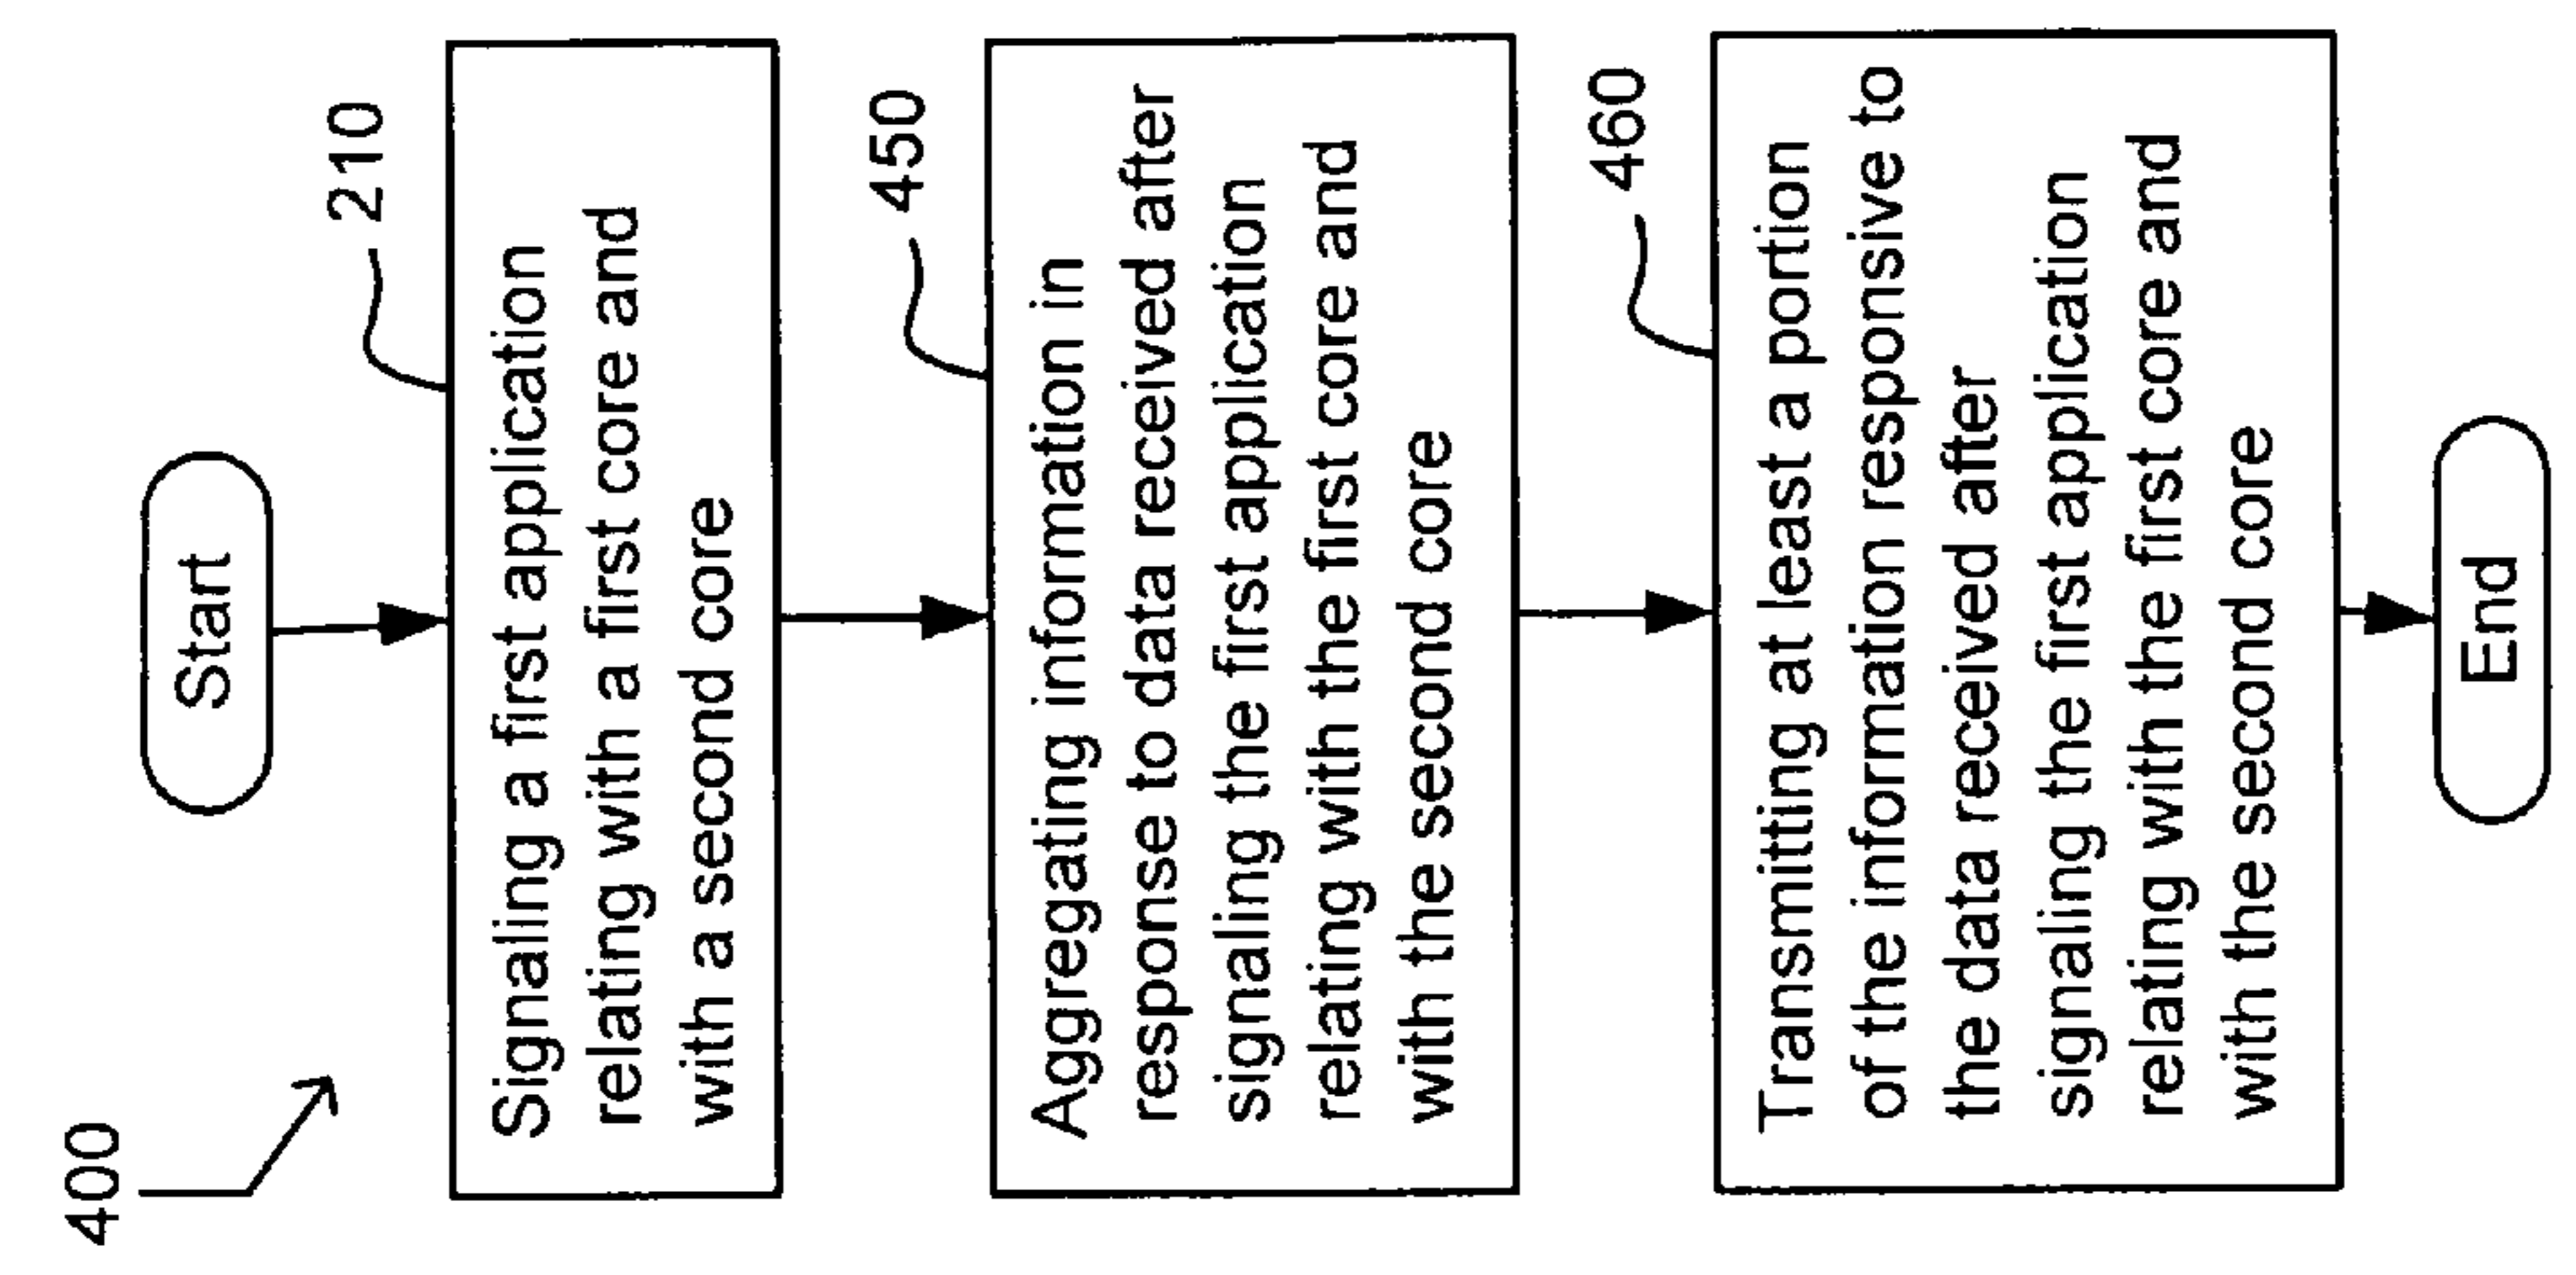 400
Start
210
Signaling a first application
relating with a first core and
with a second core
450
Aggregating information in
response to data received after
signaling the first application
relating with the first core and
with the second core
460
Transmitting at least a portion
of the information responsive to
the data received after
signaling the first application
relating with the first core and
with the second core
End